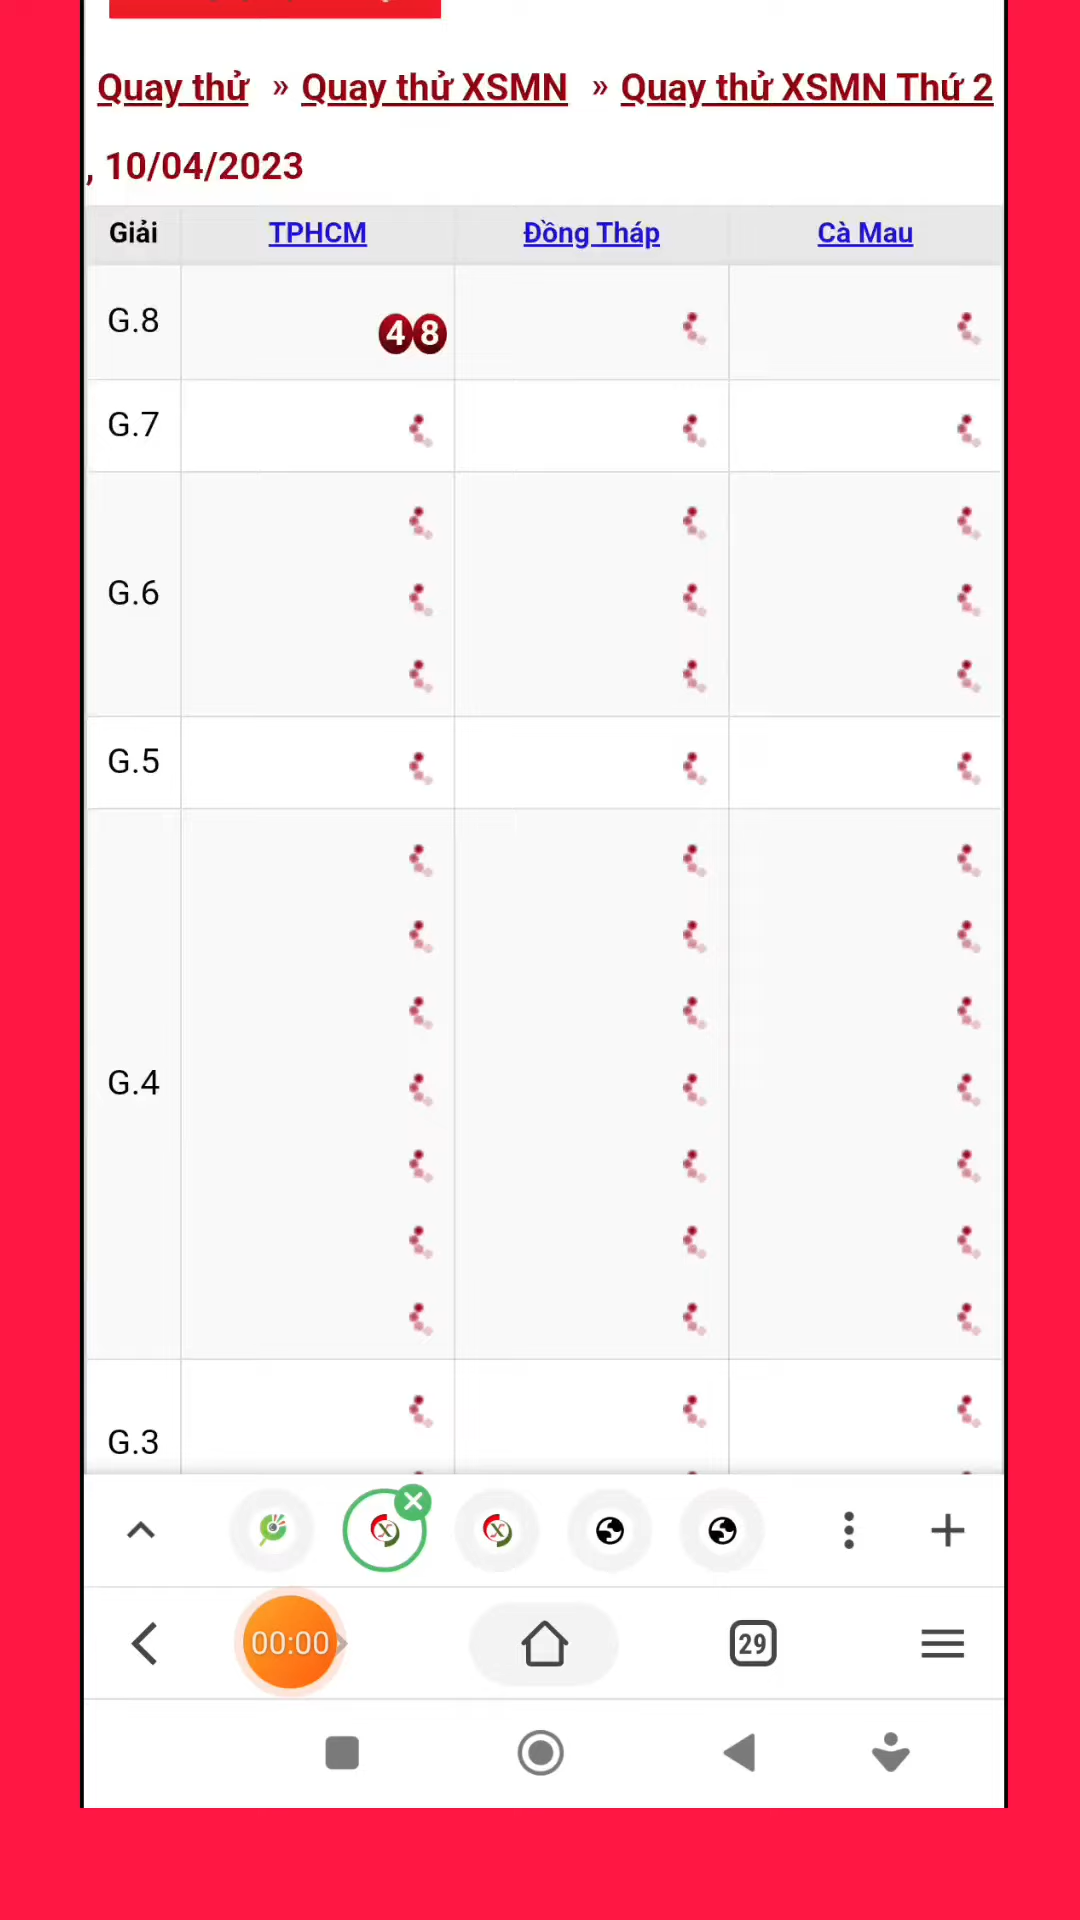 Quay thử » Quay thử XSMN » Quay thử XSMN Thứ 2
, 10/04/2023
Giải TPHCM Đồng Tháp Cà Mau
G.8 48
G.7
G.6
G.5
G.4
G.3
00:00 29